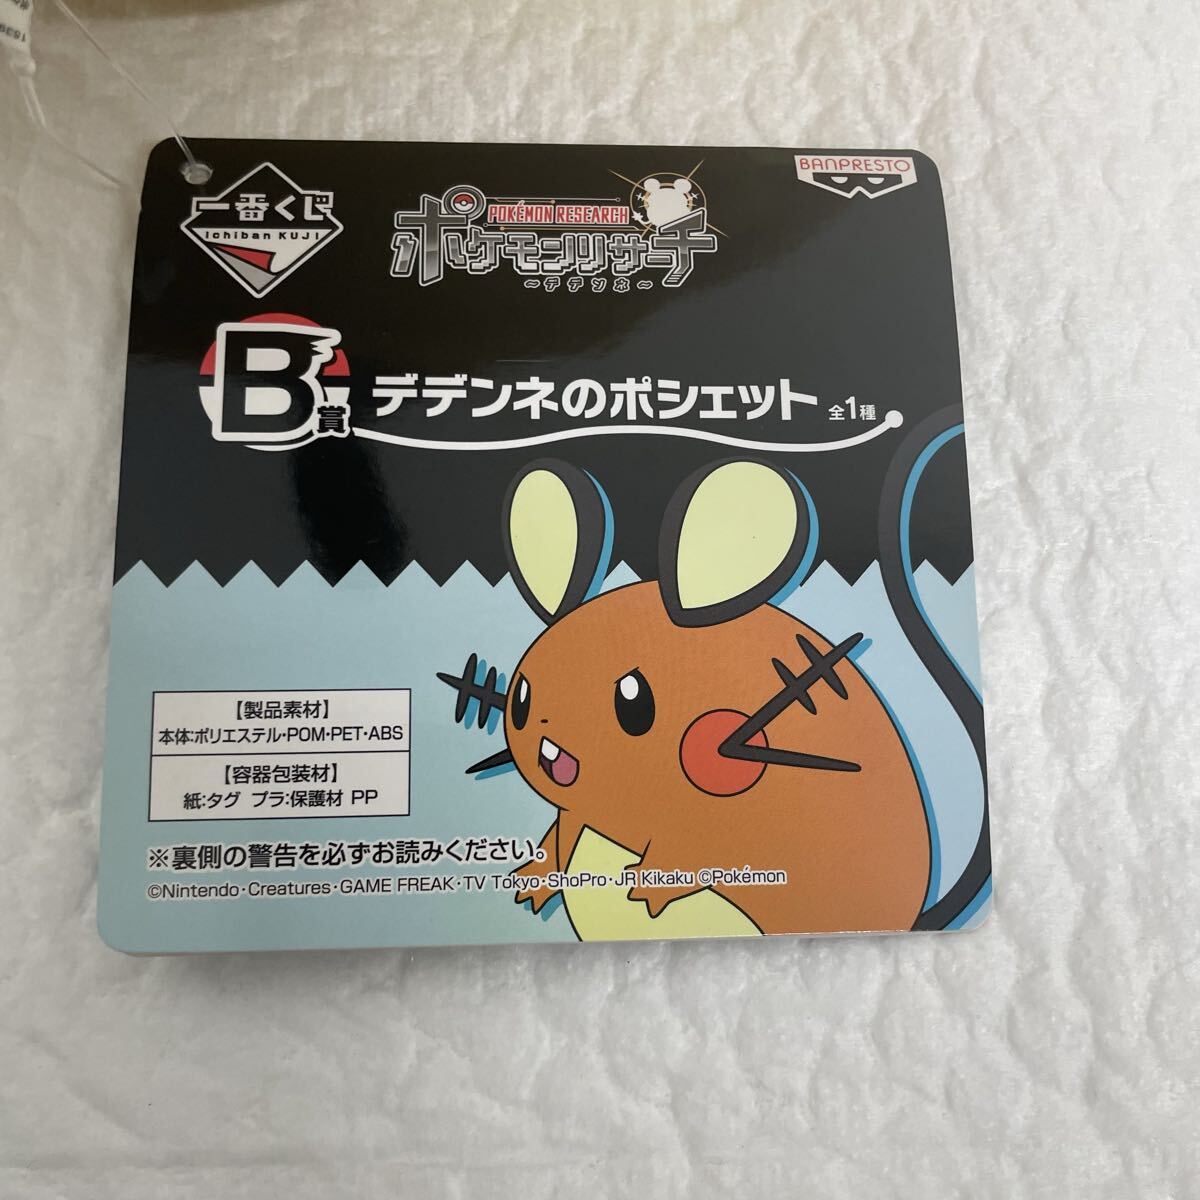 一番くじ
Ichiban KUJI
POKÉMON RESEARCH
ポケモンリサーチ
～デデンネ～
BANPRESTO
B賞 デデンネのポシェット 全1種
【製品素材】
本体:ポリエステル・POM・PET・ABS
【容器包装材】
紙:タグ プラ:保護材 PP
※裏側の警告を必ずお読みください。
©Nintendo・Creatures・GAME FREAK・TV Tokyo・ShoPro・JR Kikaku ©Pokémon